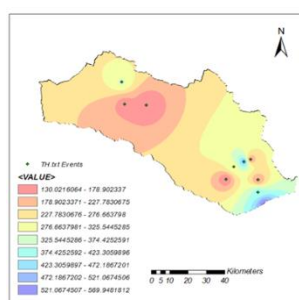 N
TH.txt Events
<VALUE>
130.0216064 - 178.902337
178.9023371 - 227.7830675
227.7830676 - 276.663798
276.6637981 - 325.5445285
325.5445286 - 374.4252591
374.4252592 - 423.3059896
423.3059897 - 472.1867201
472.1867202 - 521.0674506
521.0674507 - 569.9481812
Kilometers
0 5 10 20 30 40